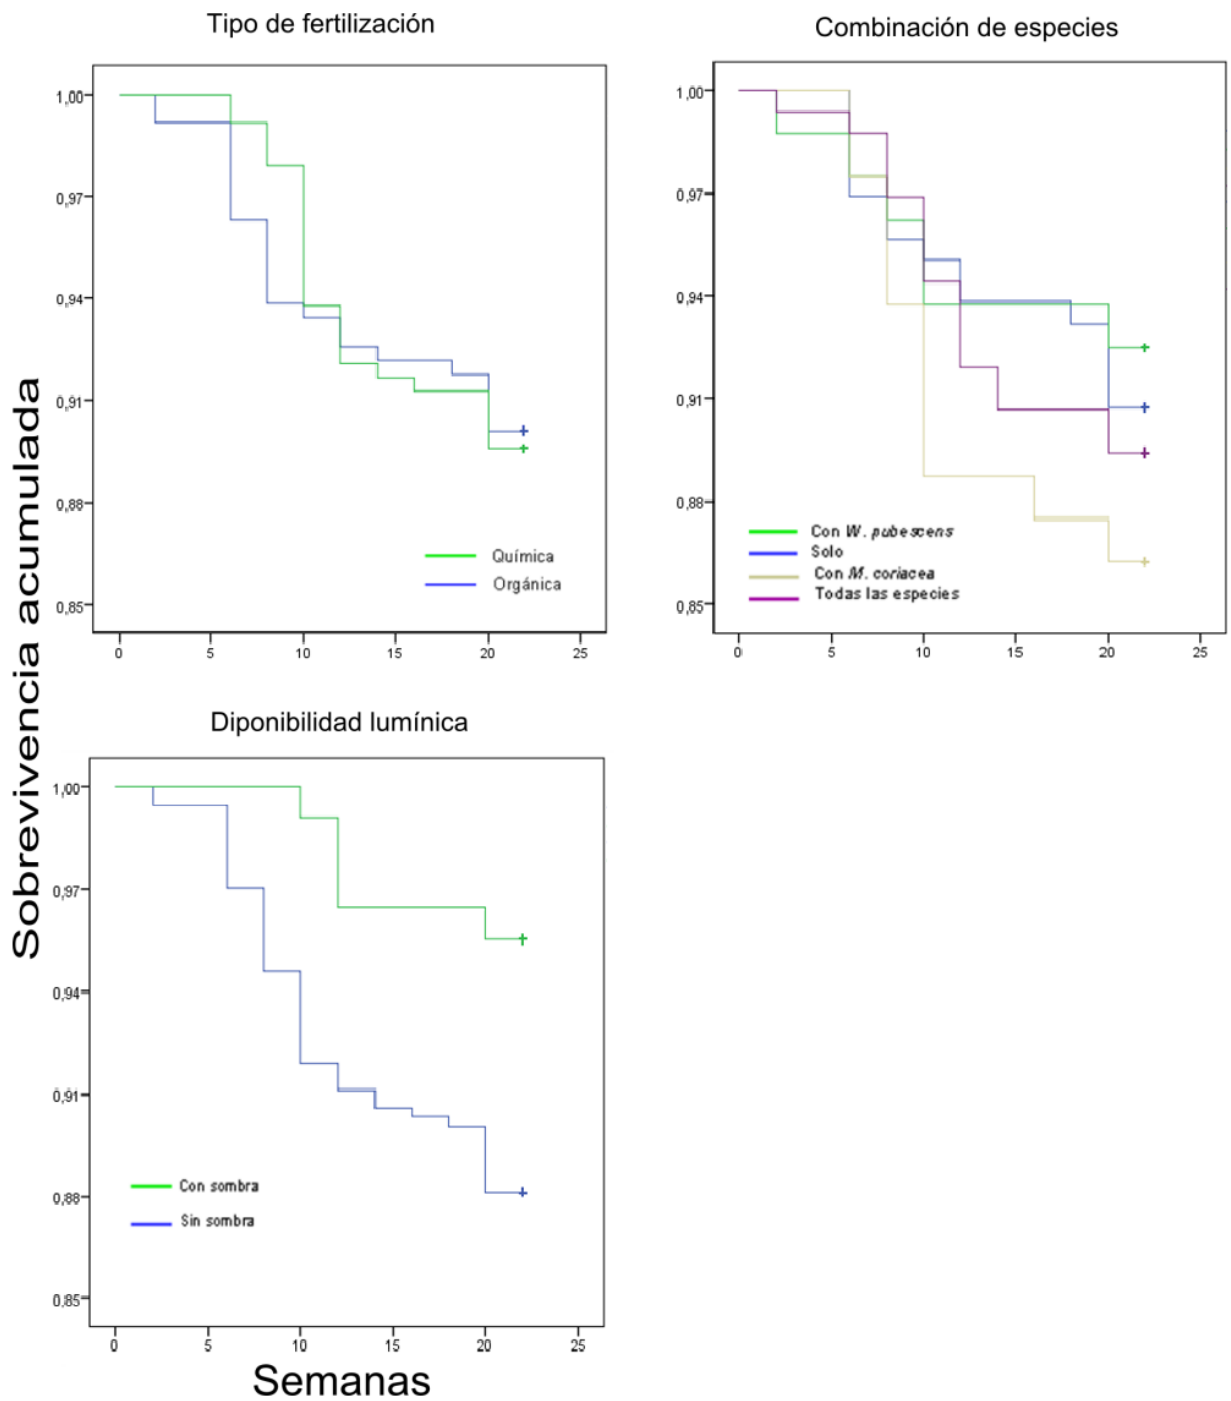 Tipo de fertilización
1,00
0,97
0,94
0,91
0,88
0,85
0 5 10 15 20 25
Química
Orgánica
Combinación de especies
1,00
0,97
0,94
0,91
0,88
0,85
0 5 10 15 20 25
Con W. pubescens
Solo
Con M. coriacea
Todas las especies
Sobrevivencia acumulada
Diponibilidad lumínica
1,00
0,97
0,94
0,91
0,88
0,85
0 5 10 15 20 25
Con sombra
Sin sombra
Semanas